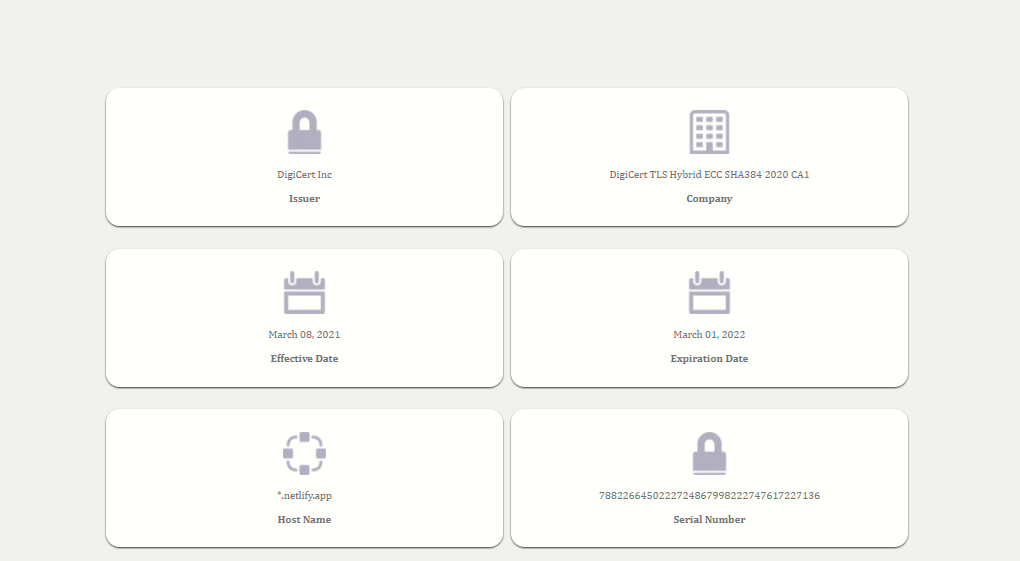 DigiCert Inc
Issuer
DigiCert TLS Hybrid ECC SHA384 2020 CA1
Company
March 08, 2021
Effective Date
March 01, 2022
Expiration Date
*.netlify.app
Host Name
7882266450222724867998222747617227136
Serial Number